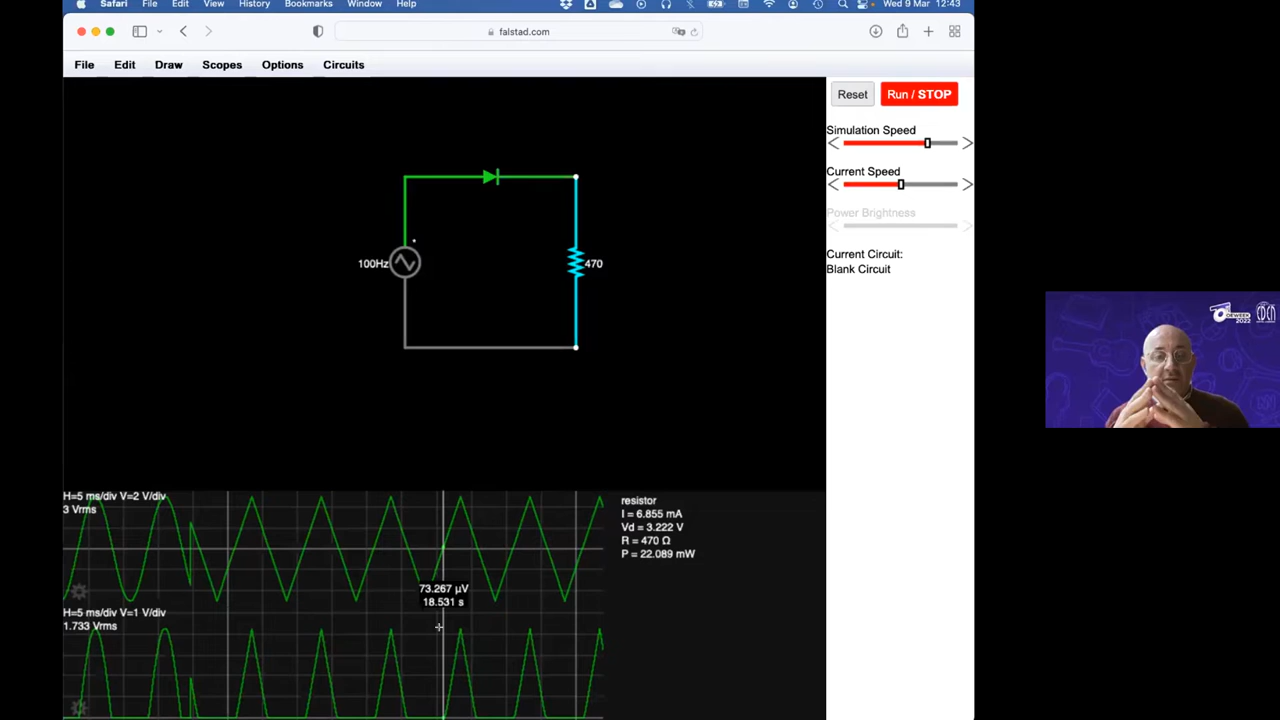 Safari File Edit View History Bookmarks Window Help Wed 9 Mar 12:43
falstad.com
File Edit Draw Scopes Options Circuits
Reset Run / STOP
Simulation Speed
Current Speed
Power Brightness
Current Circuit:
Blank Circuit
100Hz
470
H=5 ms/div V=2 V/div
3 Vrms
73.267 µV
18.531 s
H=5 ms/div V=1 V/div
1.733 Vrms
resistor
I = 6.855 mA
Vd = 3.222 V
R = 470 Ω
P = 22.089 mW
2022